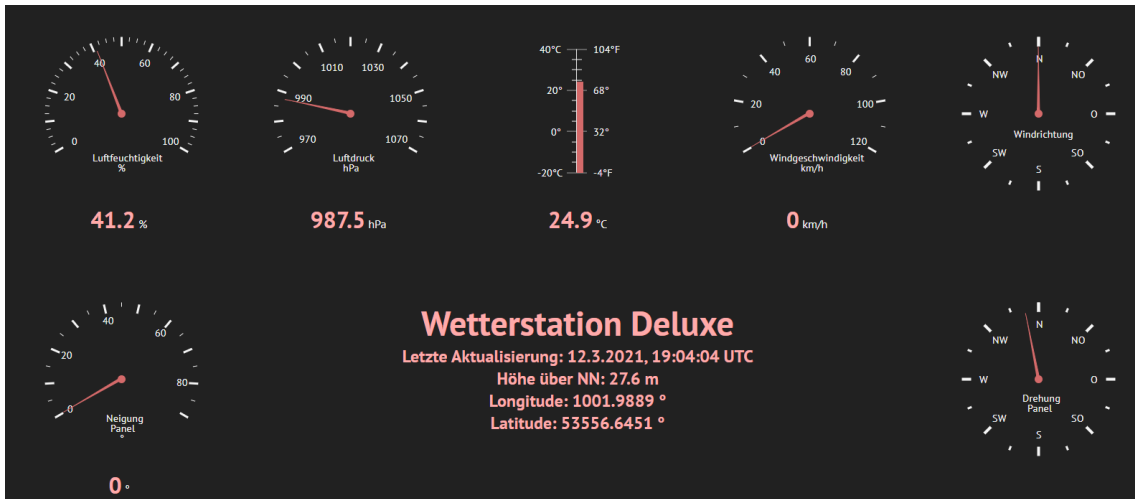 0
20
40
60
80
100
Luftfeuchtigkeit
%
41.2 %
970
990
1010
1030
1050
1070
Luftdruck
hPa
987.5 hPa
40°C 104°F
20° 68°
0° 32°
-20°C -4°F
24.9 °C
0
20
40
60
80
100
120
Windgeschwindigkeit
km/h
0 km/h
N
NW NO
W O
Windrichtung
SW SO
S
0
20
40
60
80
Neigung
Panel
°
0 °
Wetterstation Deluxe
Letzte Aktualisierung: 12.3.2021, 19:04:04 UTC
Höhe über NN: 27.6 m
Longitude: 1001.9889 °
Latitude: 53556.6451 °
N
NW NO
W O
Drehung
Panel
SW SO
S